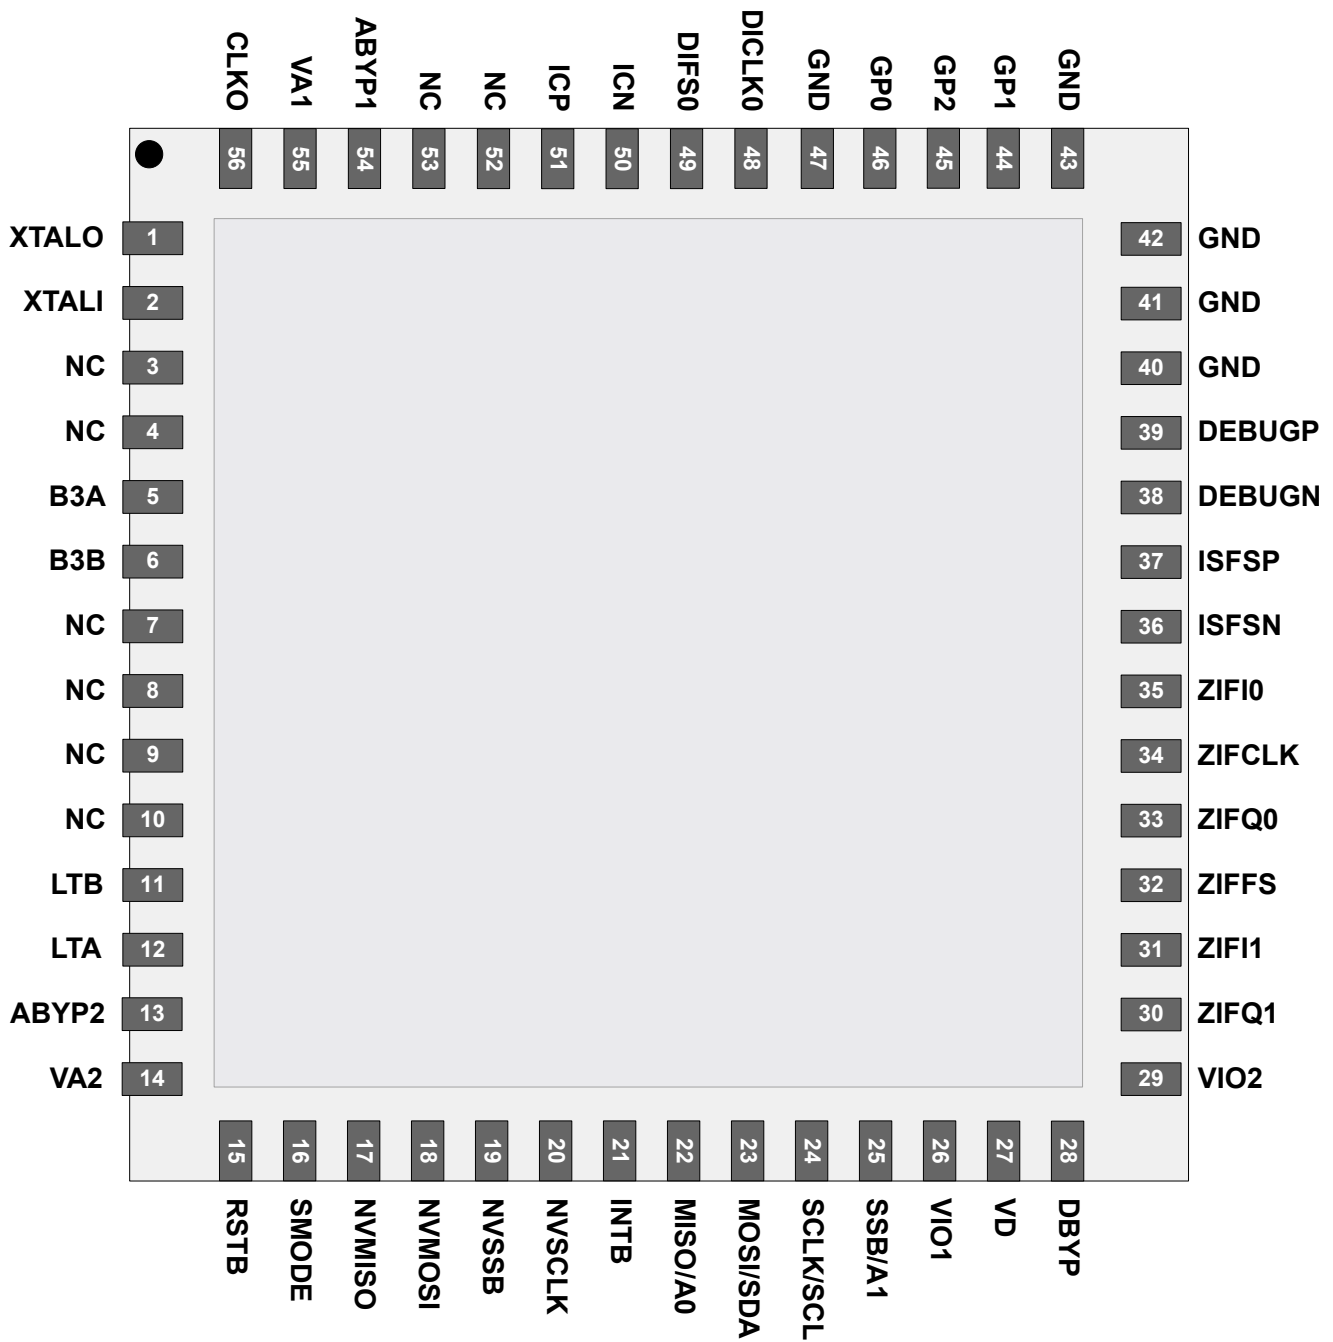 CLKO VA1 ABYP1 NC NC ICP ICN DIFS0 DICLK0 GND GP0 GP2 GP1 GND
56 55 54 53 52 51 50 49 48 47 46 45 44 43
XTALO 1 42 GND
XTALI 2 41 GND
NC 3 40 GND
NC 4 39 DEBUGP
B3A 5 38 DEBUGN
B3B 6 37 ISFSP
NC 7 36 ISFSN
NC 8 35 ZIFI0
NC 9 34 ZIFCLK
NC 10 33 ZIFQ0
LTB 11 32 ZIFFS
LTA 12 31 ZIFI1
ABYP2 13 30 ZIFQ1
VA2 14 29 VIO2
15 16 17 18 19 20 21 22 23 24 25 26 27 28
RSTB SMODE NVMISO NVMOSI NVSSB NVSCLK INTB MISO/A0 MOSI/SDA SCLK/SCL SSB/A1 VIO1 VD DBYP